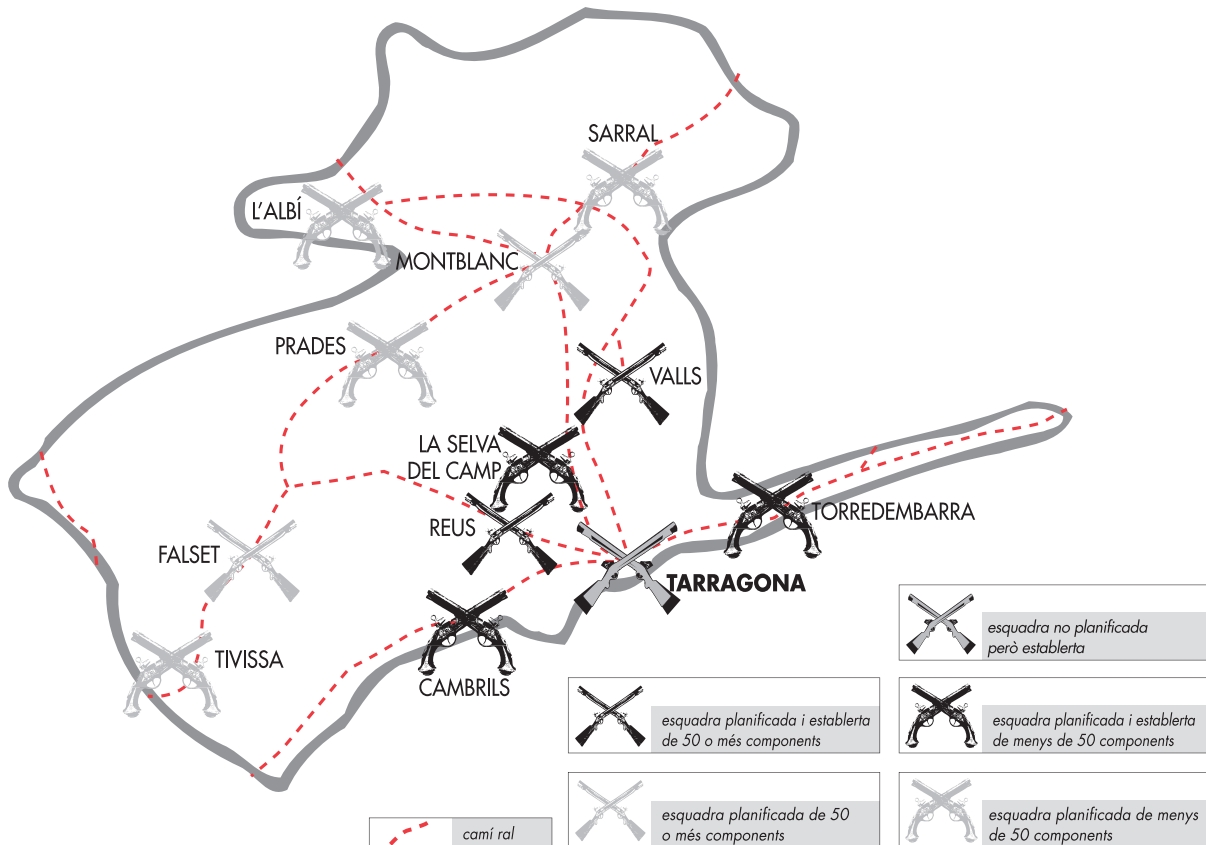 SARRAL
L'ALBÍ
MONTBLANC
PRADES
VALLS
LA SELVA
DEL CAMP
TORREDEMBARRA
REUS
FALSET
TARRAGONA
TIVISSA
CAMBRILS
esquadra no planificada
però establerta
esquadra planificada i establerta
de 50 o més components
esquadra planificada i establerta
de menys de 50 components
esquadra planificada de 50
o més components
esquadra planificada de menys
de 50 components
camí ral